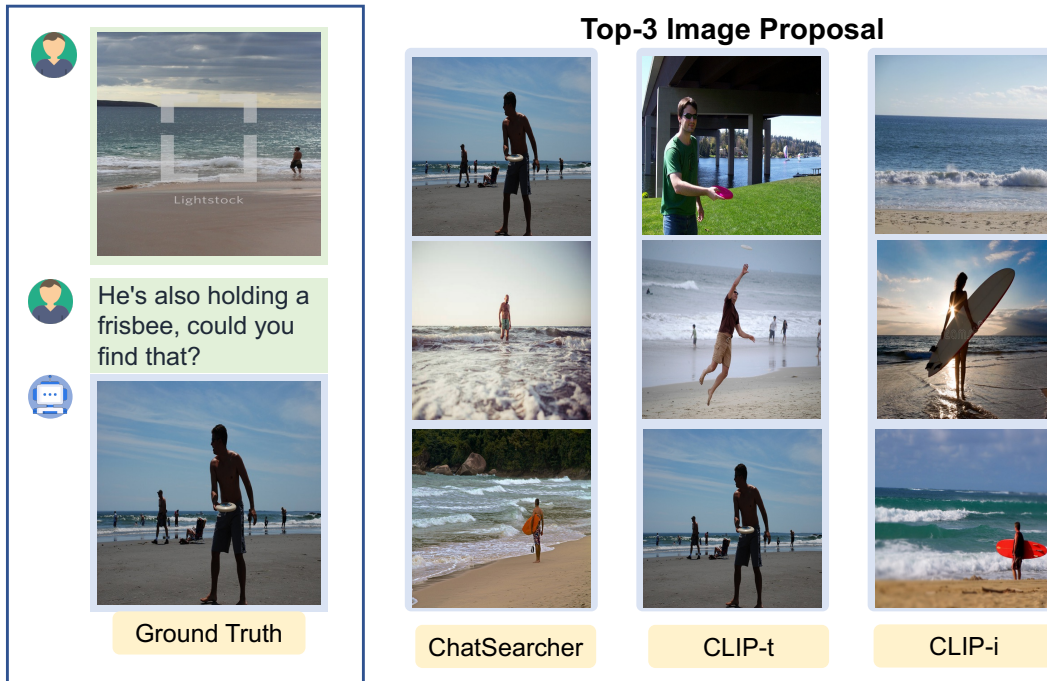 Top-3 Image Proposal
Lightstock
He's also holding a
frisbee, could you
find that?
Ground Truth
ChatSearcher
CLIP-t
CLIP-i